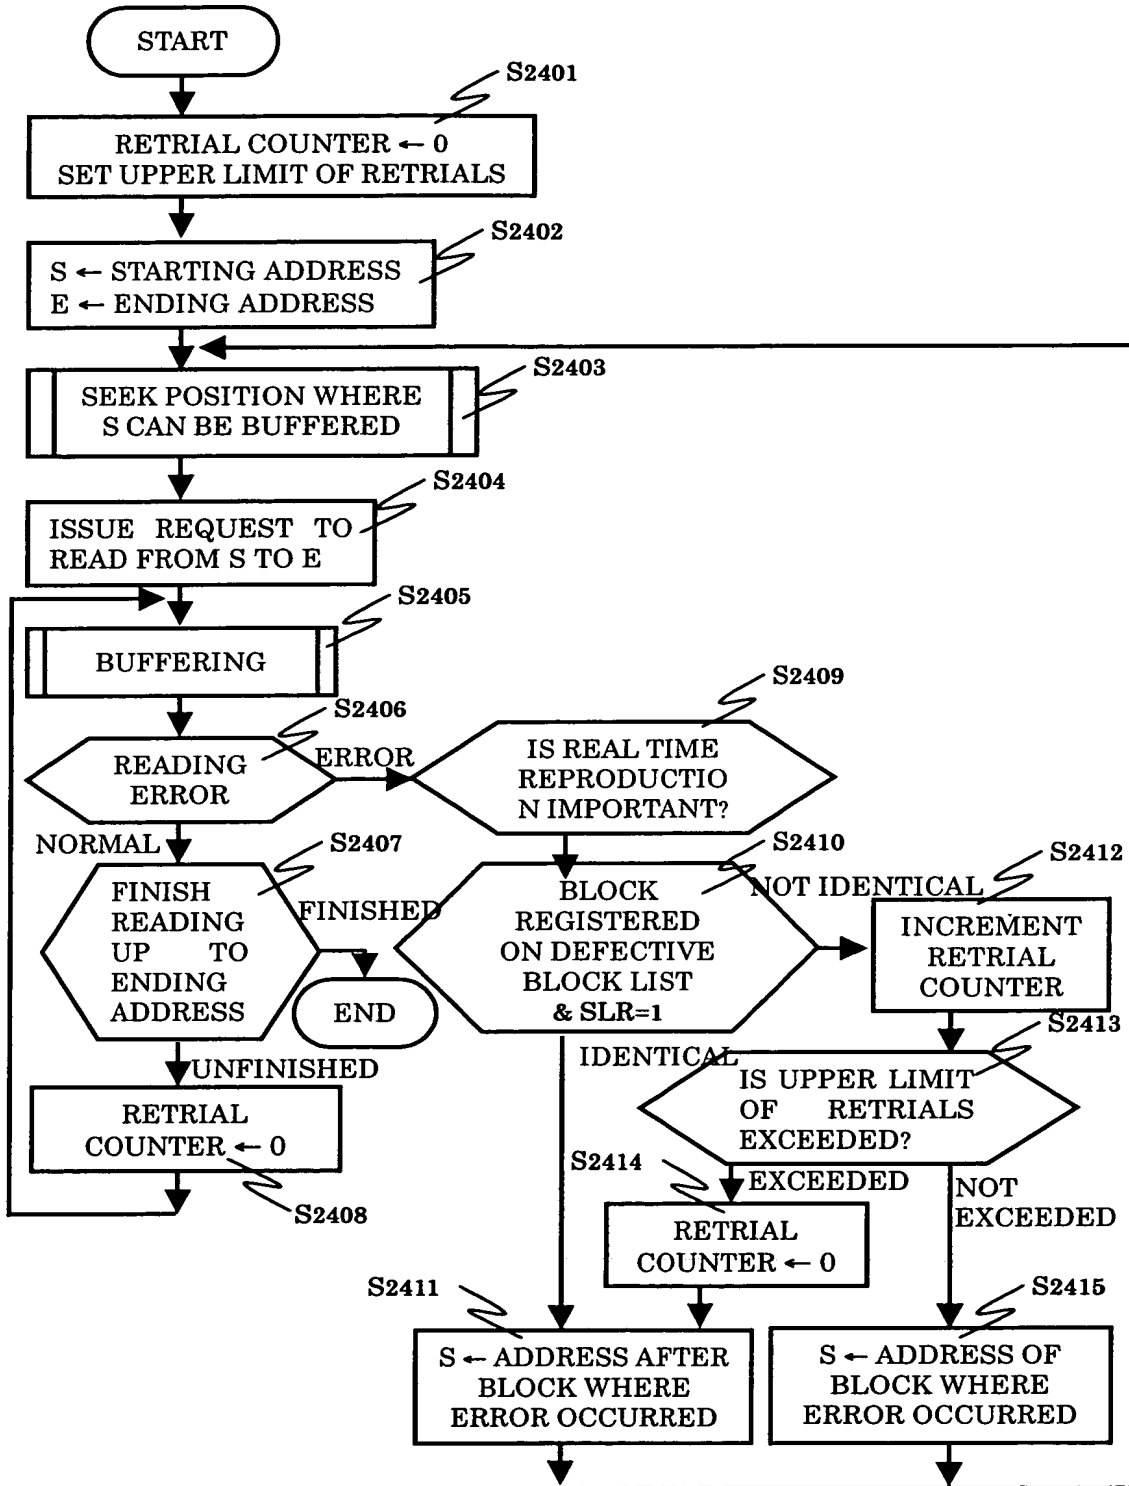 START
S2401
RETRIAL COUNTER ← 0
SET UPPER LIMIT OF RETRIALS
S2402
S ← STARTING ADDRESS
E ← ENDING ADDRESS
S2403
SEEK POSITION WHERE
S CAN BE BUFFERED
S2404
ISSUE REQUEST TO
READ FROM S TO E
S2405
BUFFERING
S2406
READING
ERROR
ERROR
S2409
IS REAL TIME
REPRODUCTIO
N IMPORTANT?
NORMAL
S2407
FINISH
READING
UP TO
ENDING
ADDRESS
FINISHED
END
S2410
BLOCK
REGISTERED
ON DEFECTIVE
BLOCK LIST
& SLR=1
NOT IDENTICAL
S2412
INCREMENT
RETRIAL
COUNTER
UNFINISHED
RETRIAL
COUNTER ← 0
S2408
IDENTICAL
S2413
IS UPPER LIMIT
OF RETRIALS
EXCEEDED?
S2414
EXCEEDED
NOT
EXCEEDED
RETRIAL
COUNTER ← 0
S2411
S ← ADDRESS AFTER
BLOCK WHERE
ERROR OCCURRED
S2415
S ← ADDRESS OF
BLOCK WHERE
ERROR OCCURRED